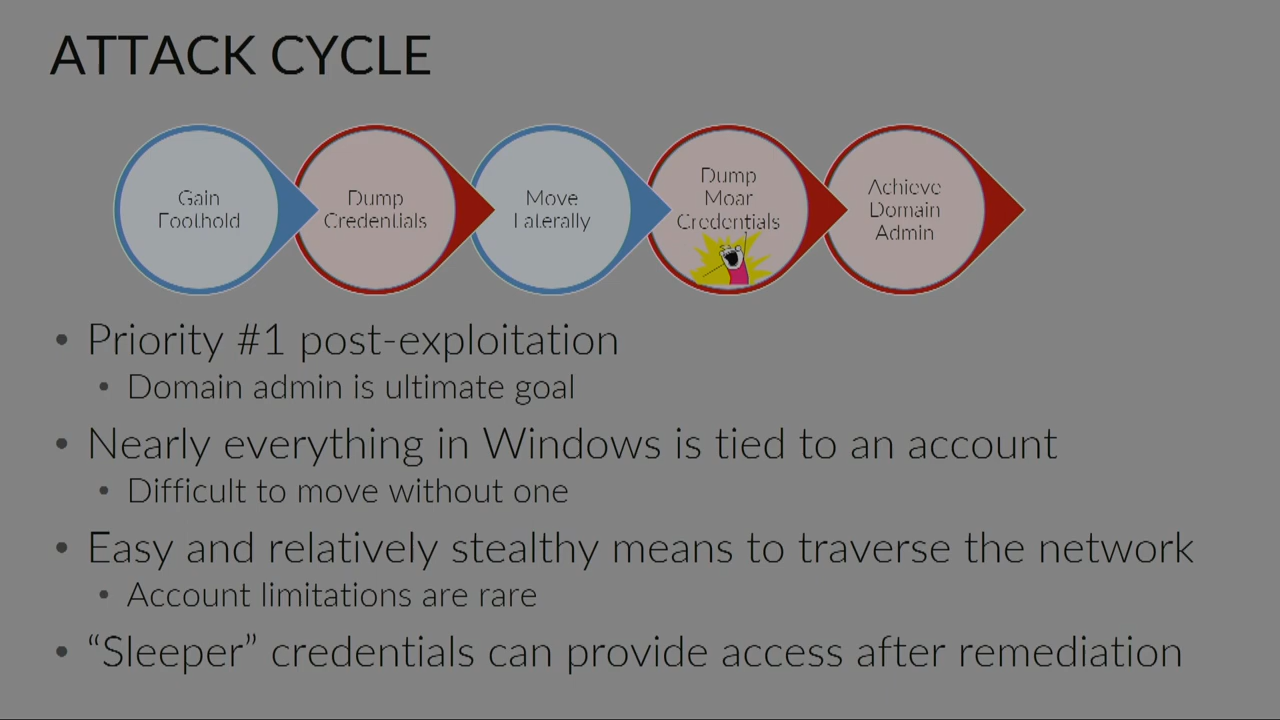 ATTACK CYCLE
Gain
Foothold
Dump
Credentials
Move
Laterally
Dump
Moar
Credentials
Achieve
Domain
Admin
• Priority #1 post-exploitation
• Domain admin is ultimate goal
• Nearly everything in Windows is tied to an account
• Difficult to move without one
• Easy and relatively stealthy means to traverse the network
• Account limitations are rare
• “Sleeper” credentials can provide access after remediation